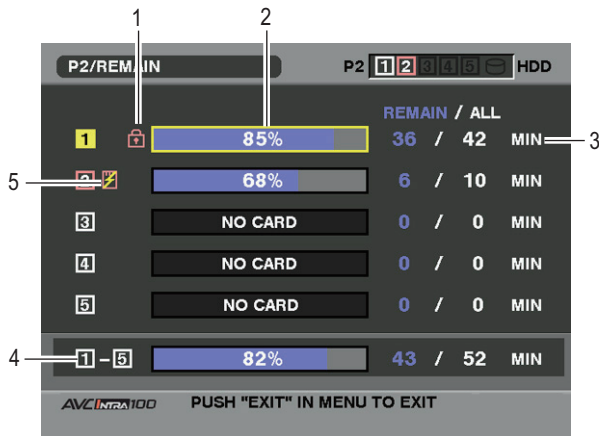 1 2
P2/REMAIN P2 1 2 3 4 5 HDD
REMAIN / ALL
1 85% 36 / 42 MIN 3
5 2 68% 6 / 10 MIN
3 NO CARD 0 / 0 MIN
4 NO CARD 0 / 0 MIN
5 NO CARD 0 / 0 MIN
4 1 – 5 82% 43 / 52 MIN
AVC INTRA 100 PUSH "EXIT" IN MENU TO EXIT